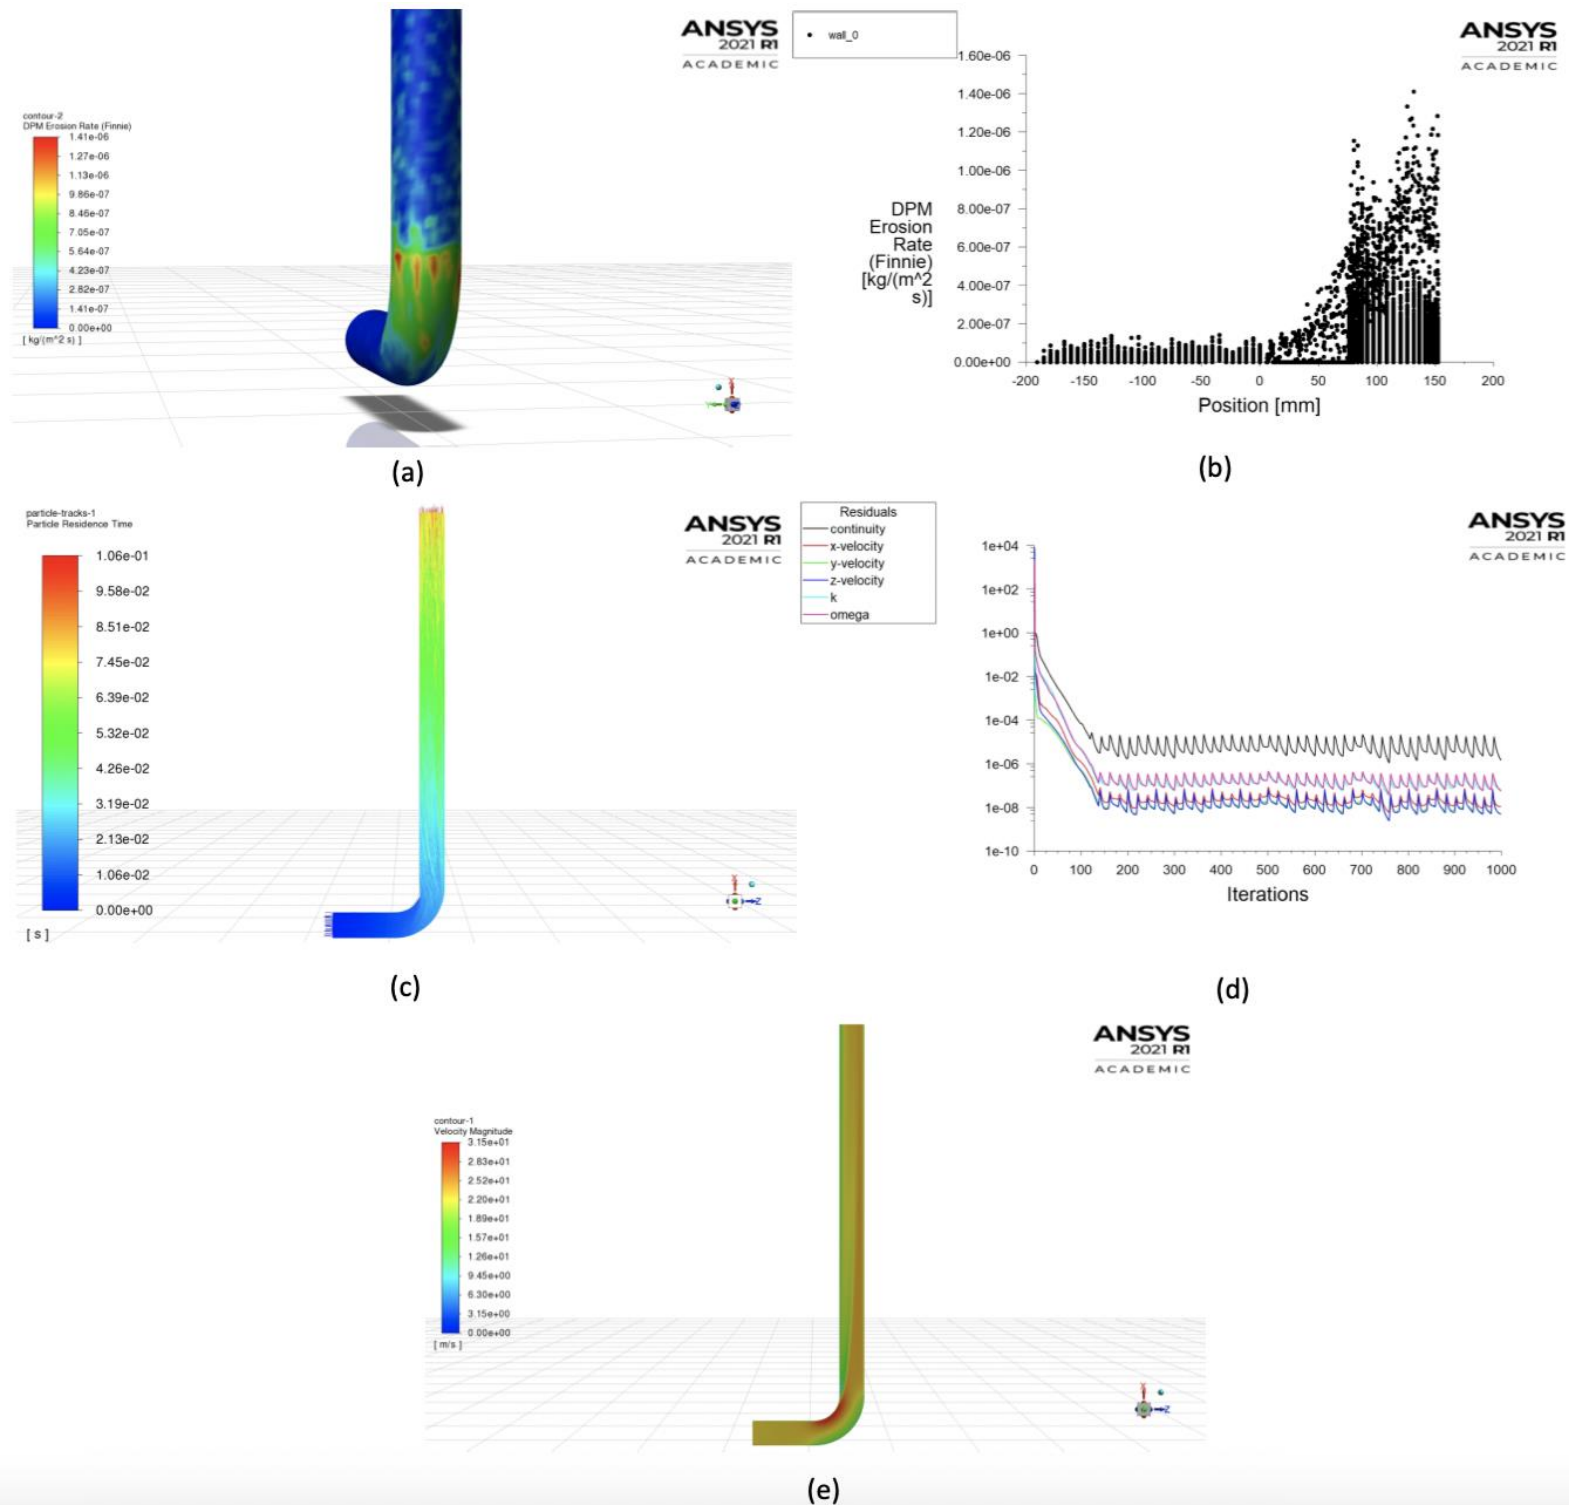 ANSYS
2021 R1
ACADEMIC
contour-2
DPM Erosion Rate (Finnie)
1.41e-06
1.27e-06
1.13e-06
9.86e-07
8.46e-07
7.05e-07
5.64e-07
4.23e-07
2.82e-07
1.41e-07
0.00e+00
[ kg/(m^2 s) ]
X
Y
(a)
wall_0
ANSYS
2021 R1
ACADEMIC
1.60e-06
1.40e-06
1.20e-06
1.00e-06
8.00e-07
6.00e-07
4.00e-07
2.00e-07
0.00e+00
DPM
Erosion
Rate
(Finnie)
[kg/(m^2
s)]
-200 -150 -100 -50 0 50 100 150 200
Position [mm]
(b)
particle-tracks-1
Particle Residence Time
1.06e-01
9.58e-02
8.51e-02
7.45e-02
6.39e-02
5.32e-02
4.26e-02
3.19e-02
2.13e-02
1.06e-02
0.00e+00
[ s ]
ANSYS
2021 R1
ACADEMIC
X
Z
(c)
Residuals
continuity
x-velocity
y-velocity
z-velocity
k
omega
ANSYS
2021 R1
ACADEMIC
1e+04
1e+02
1e+00
1e-02
1e-04
1e-06
1e-08
1e-10
0 100 200 300 400 500 600 700 800 900 1000
Iterations
(d)
ANSYS
2021 R1
ACADEMIC
contour-1
Velocity Magnitude
3.15e+01
2.83e+01
2.52e+01
2.20e+01
1.89e+01
1.57e+01
1.26e+01
9.45e+00
6.30e+00
3.15e+00
0.00e+00
[ m/s ]
X
Z
(e)